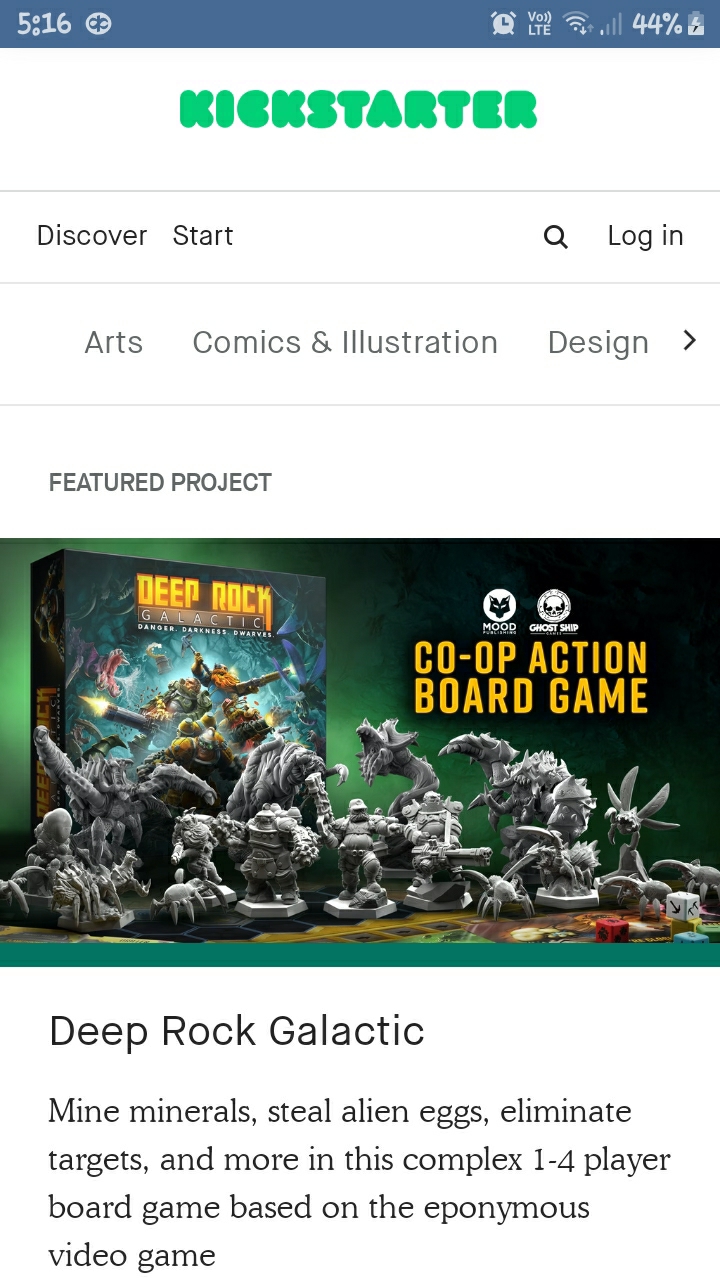 5:16 Vo)) LTE 44%
KICKSTARTER
Discover Start Log in
Arts Comics & Illustration Design
FEATURED PROJECT
DEEP ROCK
GALACTIC
DANGER. DARKNESS. DWARVES.
MOOD
PUBLISHING
GHOST SHIP
GAMES
CO-OP ACTION
BOARD GAME
DEEP
Deep Rock Galactic
Mine minerals, steal alien eggs, eliminate
targets, and more in this complex 1-4 player
board game based on the eponymous
video game